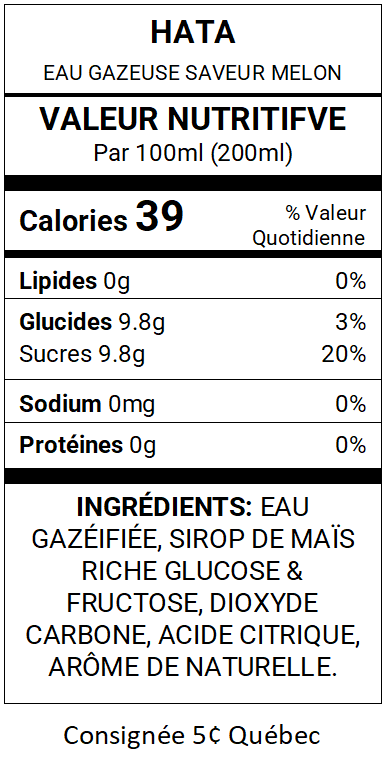 HATA
EAU GAZEUSE SAVEUR MELON
VALEUR NUTRITIFVE
Par 100ml (200ml)
Calories 39 % Valeur
Quotidienne
Lipides 0g 0%
Glucides 9.8g 3%
Sucres 9.8g 20%
Sodium 0mg 0%
Protéines 0g 0%
INGRÉDIENTS: EAU
GAZÉIFIÉE, SIROP DE MAÏS
RICHE GLUCOSE &
FRUCTOSE, DIOXYDE
CARBONE, ACIDE CITRIQUE,
ARÔME DE NATURELLE.
Consignée 5¢ Québec